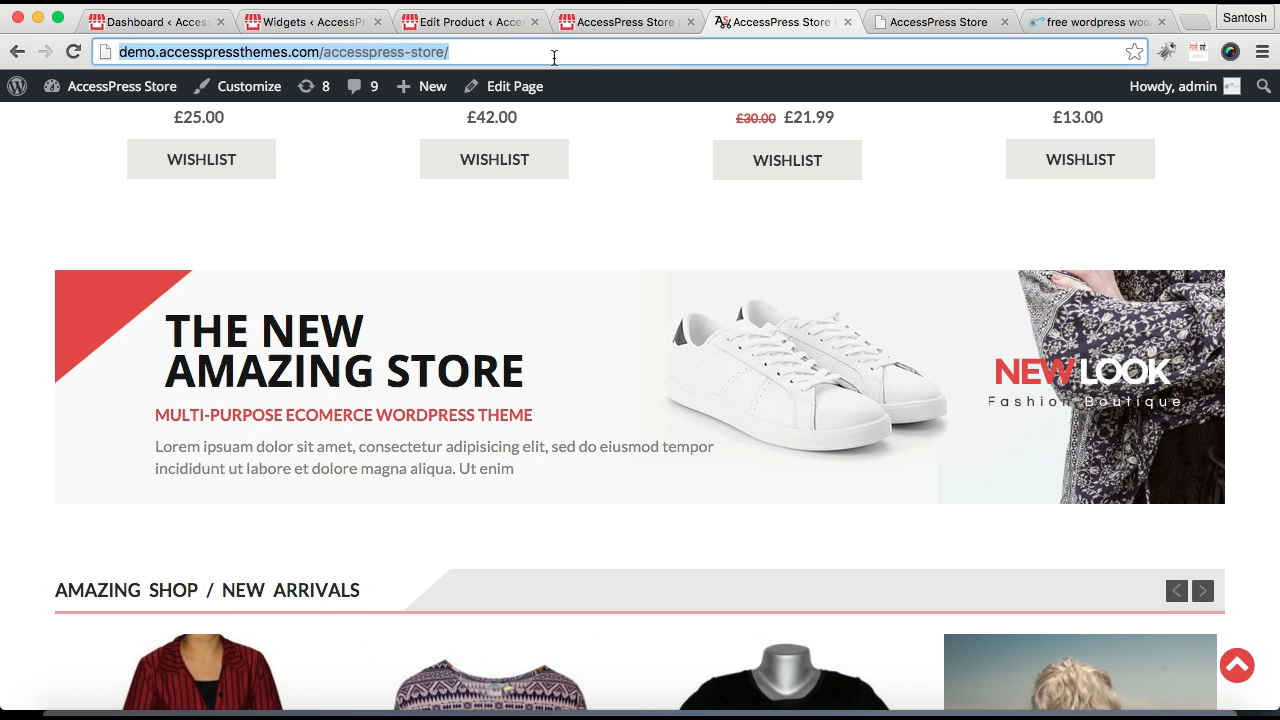 Dashboard ‹ Access
Widgets ‹ AccessPr
Edit Product ‹ Acce
AccessPress Store
AccessPress Store
AccessPress Store
free wordpress woo
Santosh
demo.accesspressthemes.com/accesspress-store/
AccessPress Store
Customize
8
9
New
Edit Page
Howdy, admin
£25.00
£42.00
£30.00 £21.99
£13.00
WISHLIST
WISHLIST
WISHLIST
WISHLIST
THE NEW
AMAZING STORE
MULTI-PURPOSE ECOMERCE WORDPRESS THEME
Lorem ipsum dolor sit amet, consectetur adipisicing elit, sed do eiusmod tempor
incididunt ut labore et dolore magna aliqua. Ut enim
NEW LOOK
Fashion Boutique
AMAZING SHOP / NEW ARRIVALS